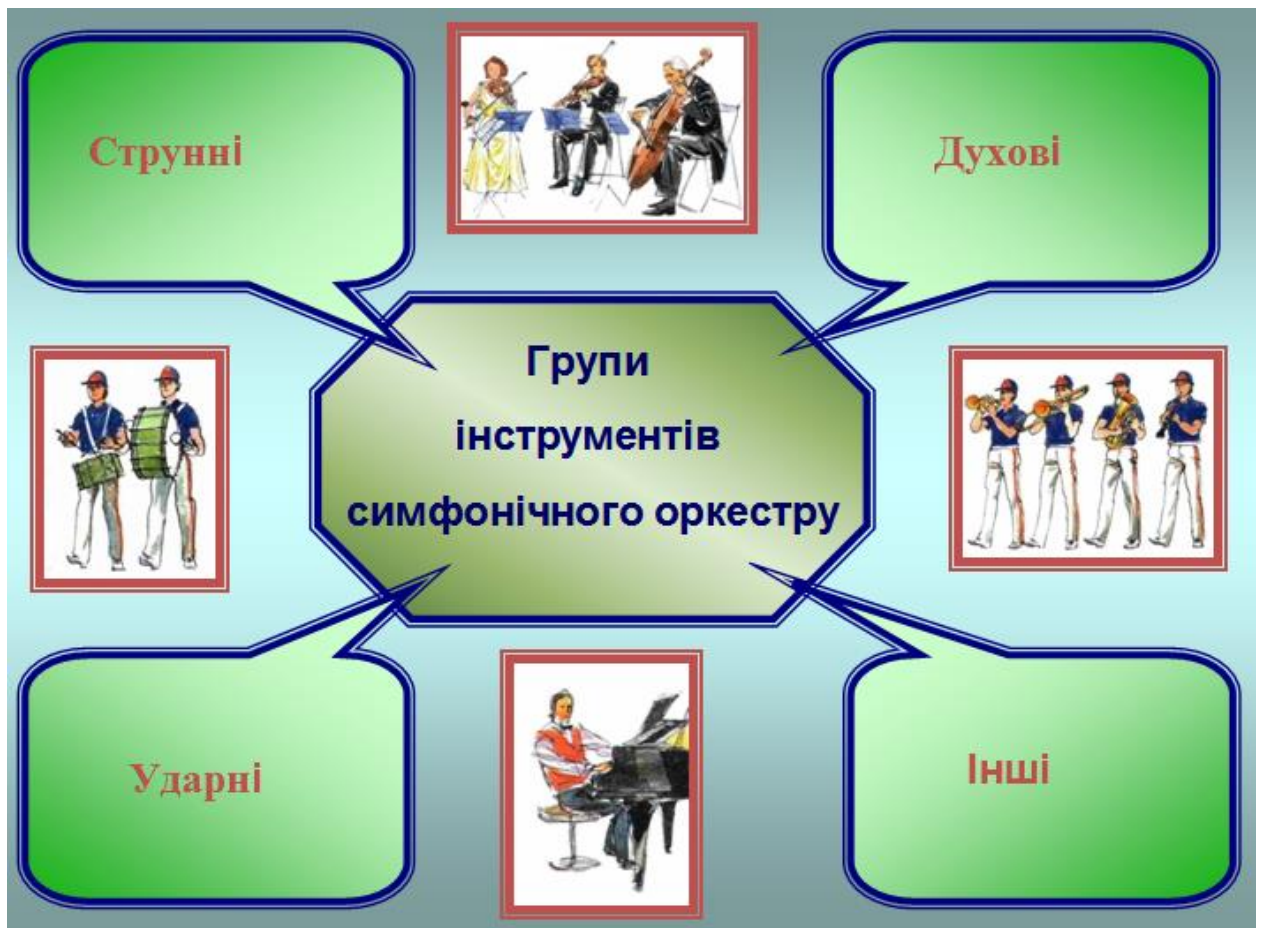 Струнні
Духові
Групи
інструментів
симфонічного оркестру
Ударні
Інші